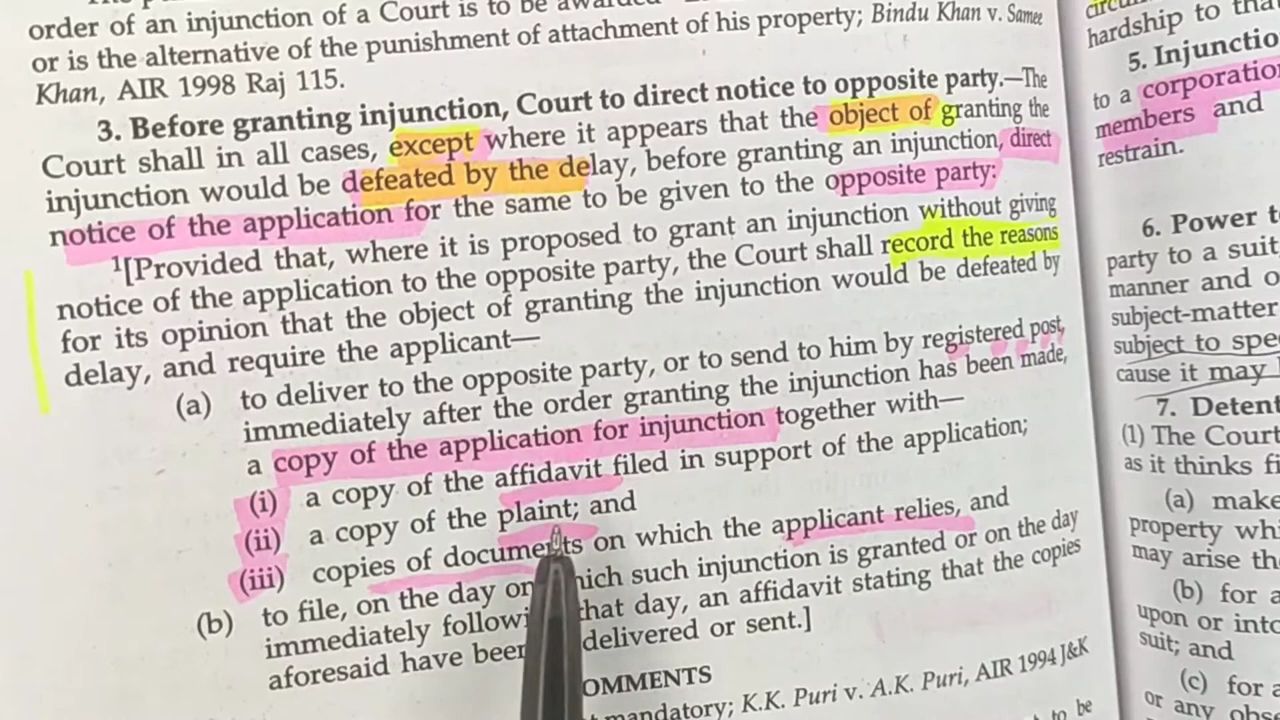 order of an injunction of a Court is to be
or is the alternative of the punishment of attachment of his property; Bindu Khan v. Samee
Khan, AIR 1998 Raj 115.
3. Before granting injunction, Court to direct notice to opposite party.—The
Court shall in all cases, except where it appears that the object of granting the
injunction would be defeated by the delay, before granting an injunction, direct
notice of the application for the same to be given to the opposite party:
1[Provided that, where it is proposed to grant an injunction without giving
notice of the application to the opposite party, the Court shall record the reasons
for its opinion that the object of granting the injunction would be defeated by
delay, and require the applicant—
(a) to deliver to the opposite party, or to send to him by registered post,
immediately after the order granting the injunction has been made,
a copy of the application for injunction together with—
(i) a copy of the affidavit filed in support of the application;
(ii) a copy of the plaint; and
(iii) copies of documents on which the applicant relies, and
(b) to file, on the day on which such injunction is granted or on the day
immediately that day, an affidavit stating that the copies
aforesaid have delivered or sent.]
OMMENTS
mandatory; K.K. Puri v. A.K. Puri, AIR 1994 J&K
to be
hardship to
5. Injunctio
to a corporation
members and
restrain.
6. Power t
party to a suit
manner and o
subject-matter
subject to spe
cause it may
7. Detent
(1) The Court
as it thinks fi
(a) make
property whi
may arise th
(b) for a
upon or into
suit; and
(c) for a
or any obs